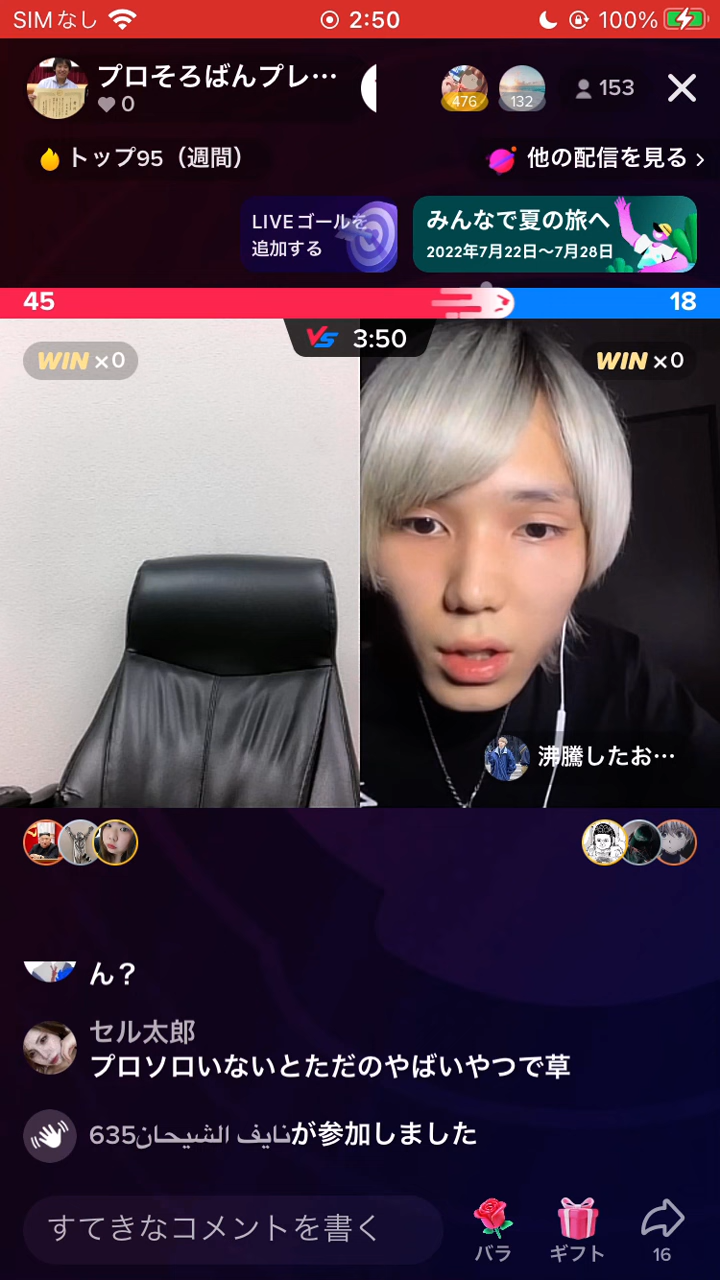 SIMなし
2:50
100%
プロそろばんプレ…
0
476
132
153
トップ95（週間）
他の配信を見る
LIVEゴールを
追加する
みんなで夏の旅へ
2022年7月22日〜7月28日
45
18
VS 3:50
WIN ×0
WIN ×0
沸騰したお…
ん？
セル太郎
プロソロいないとただのやばいやつで草
635نايف الشيحانが参加しました
すてきなコメントを書く
バラ
ギフト
16